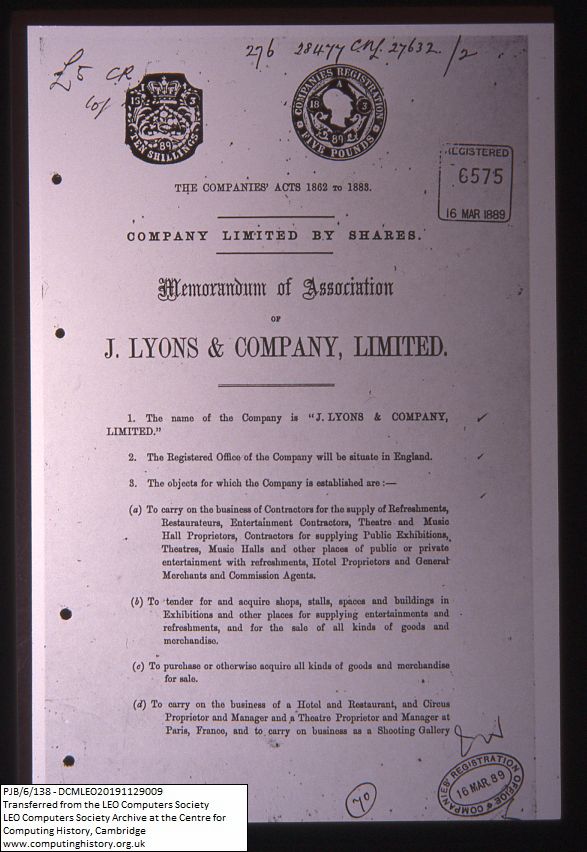 276 28477 C.N.L. 27632. /2
£5 CR
TEN SHILLINGS
89
COMPANIES REGISTRATION
18 89
FIVE POUNDS
REGISTERED
6575
16 MAR 1889
THE COMPANIES' ACTS 1862 TO 1883.
COMPANY LIMITED BY SHARES.
Memorandum of Association
OF
J. LYONS & COMPANY, LIMITED.
1. The name of the Company is "J. LYONS & COMPANY,
LIMITED."
2. The Registered Office of the Company will be situate in England.
3. The objects for which the Company is established are :—
(a) To carry on the business of Contractors for the supply of Refreshments,
Restaurateurs, Entertainment Contractors, Theatre and Music
Hall Proprietors, Contractors for supplying Public Exhibitions,
Theatres, Music Halls and other places of public or private
entertainment with refreshments, Hotel Proprietors and General
Merchants and Commission Agents.
(b) To tender for and acquire shops, stalls, spaces and buildings in
Exhibitions and other places for supplying entertainments and
refreshments, and for the sale of all kinds of goods and
merchandise.
(c) To purchase or otherwise acquire all kinds of goods and merchandise
for sale.
(d) To carry on the business of a Hotel and Restaurant, and Circus
Proprietor and Manager and a Theatre Proprietor and Manager at
Paris, France, and to carry on business as a Shooting Gallery
COMPANIES' REGISTRATION OFFICE
16 MAR. 89
70
PJB/6/138 - DCMLEO20191129009
Transferred from the LEO Computers Society
LEO Computers Society Archive at the Centre for
Computing History, Cambridge
www.computinghistory.org.uk